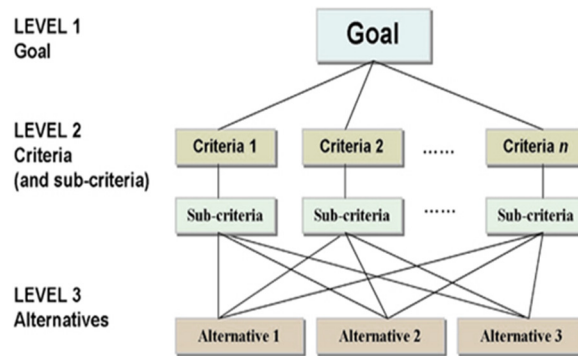 LEVEL 1
Goal
Goal
LEVEL 2
Criteria
(and sub-criteria)
Criteria 1
Criteria 2
......
Criteria n
Sub-criteria
Sub-criteria
......
Sub-criteria
LEVEL 3
Alternatives
Alternative 1
Alternative 2
Alternative 3